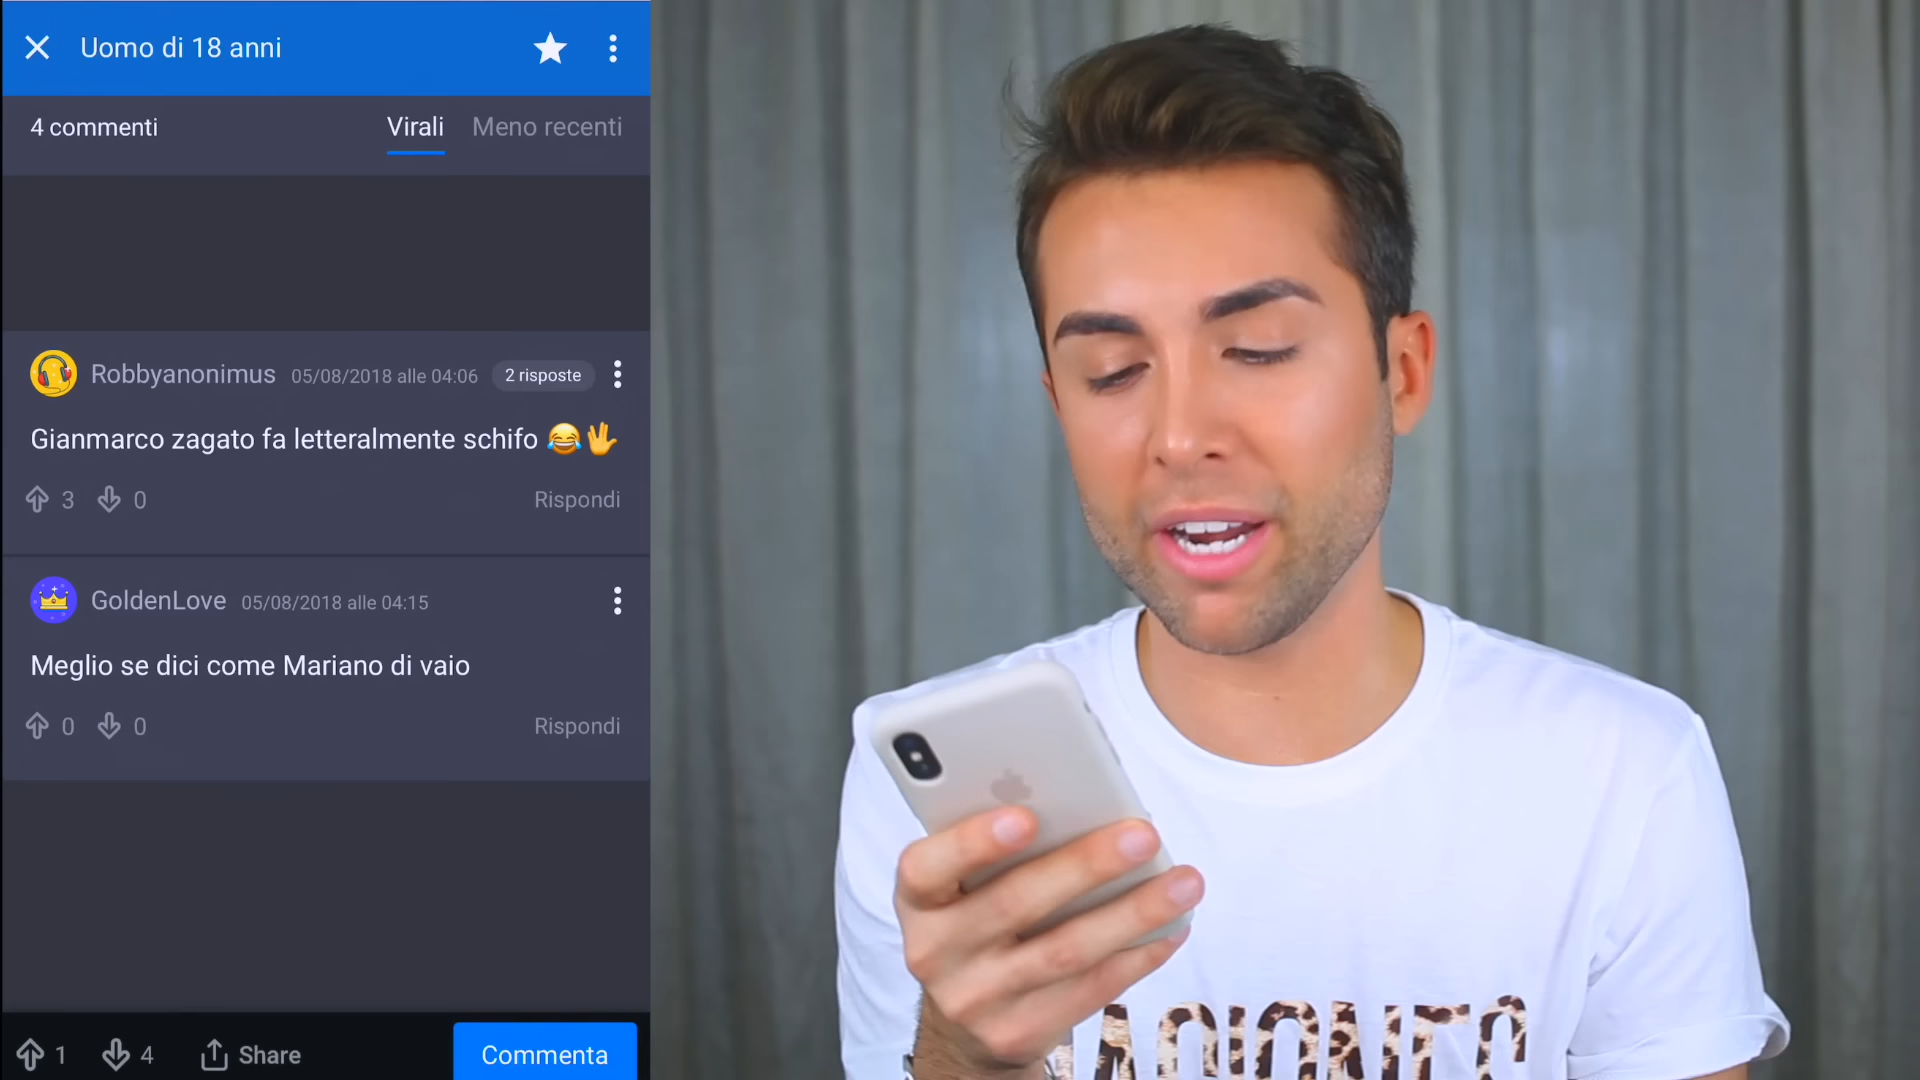 Uomo di 18 anni
4 commenti Virali Meno recenti
Robbyanonimus 05/08/2018 alle 04:06 2 risposte
Gianmarco zagato fa letteralmente schifo 😂🖖
3 0 Rispondi
GoldenLove 05/08/2018 alle 04:15
Meglio se dici come Mariano di vaio
0 0 Rispondi
1 4 Share Commenta